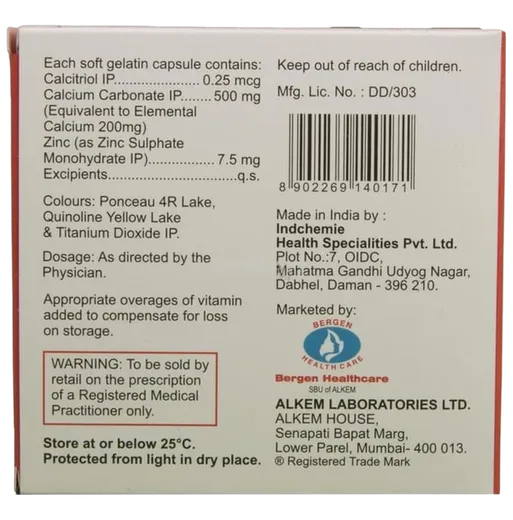 Each soft gelatin capsule contains:
Calcitriol IP.....................0.25 mcg
Calcium Carbonate IP........500 mg
(Equivalent to Elemental
Calcium 200mg)
Zinc (as Zinc Sulphate
Monohydrate IP).................7.5 mg
Excipients...............................q.s.
Colours: Ponceau 4R Lake,
Quinoline Yellow Lake
& Titanium Dioxide IP.
Dosage: As directed by the
Physician.
Appropriate overages of vitamin
added to compensate for loss
on storage.
WARNING: To be sold by
retail on the prescription
of a Registered Medical
Practitioner only.
Store at or below 25°C.
Protected from light in dry place.
Keep out of reach of children.
Mfg. Lic. No. : DD/303
8 902269 140171
Made in India by :
Indchemie
Health Specialities Pvt. Ltd.
Plot No.:7, OIDC,
Mahatma Gandhi Udyog Nagar,
Dabhel, Daman - 396 210.
Marketed by:
BERGEN
HEALTH CARE
Bergen Healthcare
SBU of ALKEM
ALKEM LABORATORIES LTD.
ALKEM HOUSE,
Senapati Bapat Marg,
Lower Parel, Mumbai- 400 013.
® Registered Trade Mark